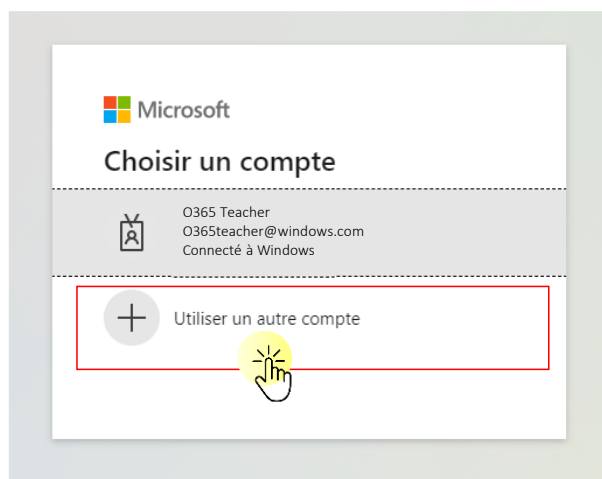 Microsoft
Choisir un compte
O365 Teacher
O365teacher@windows.com
Connecté à Windows
Utiliser un autre compte